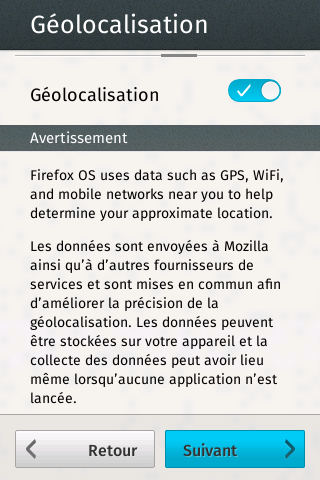 Géolocalisation
Géolocalisation
Avertissement
Firefox OS uses data such as GPS, WiFi,
and mobile networks near you to help
determine your approximate location.
Les données sont envoyées à Mozilla
ainsi qu’à d’autres fournisseurs de
services et sont mises en commun afin
d’améliorer la précision de la
géolocalisation. Les données peuvent
être stockées sur votre appareil et la
collecte des données peut avoir lieu
même lorsqu’aucune application n’est
lancée.
Retour
Suivant